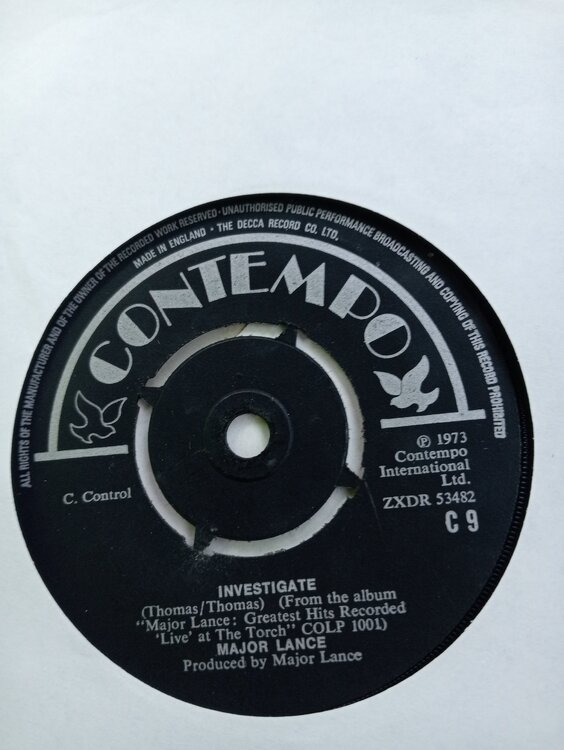 ALL RIGHTS OF THE MANUFACTURER AND OF THE OWNER OF THE RECORDED WORK RESERVED · UNAUTHORISED PUBLIC PERFORMANCE BROADCASTING AND COPYING OF THIS RECORD PROHIBITED
MADE IN ENGLAND · THE DECCA RECORD CO. LTD.
CONTEMPO
℗ 1973
Contempo
International
Ltd.
C. Control
ZXDR 53482
C 9
INVESTIGATE
(Thomas/Thomas) (From the album
"Major Lance: Greatest Hits Recorded
'Live' at The Torch" COLP 1001)
MAJOR LANCE
Produced by Major Lance